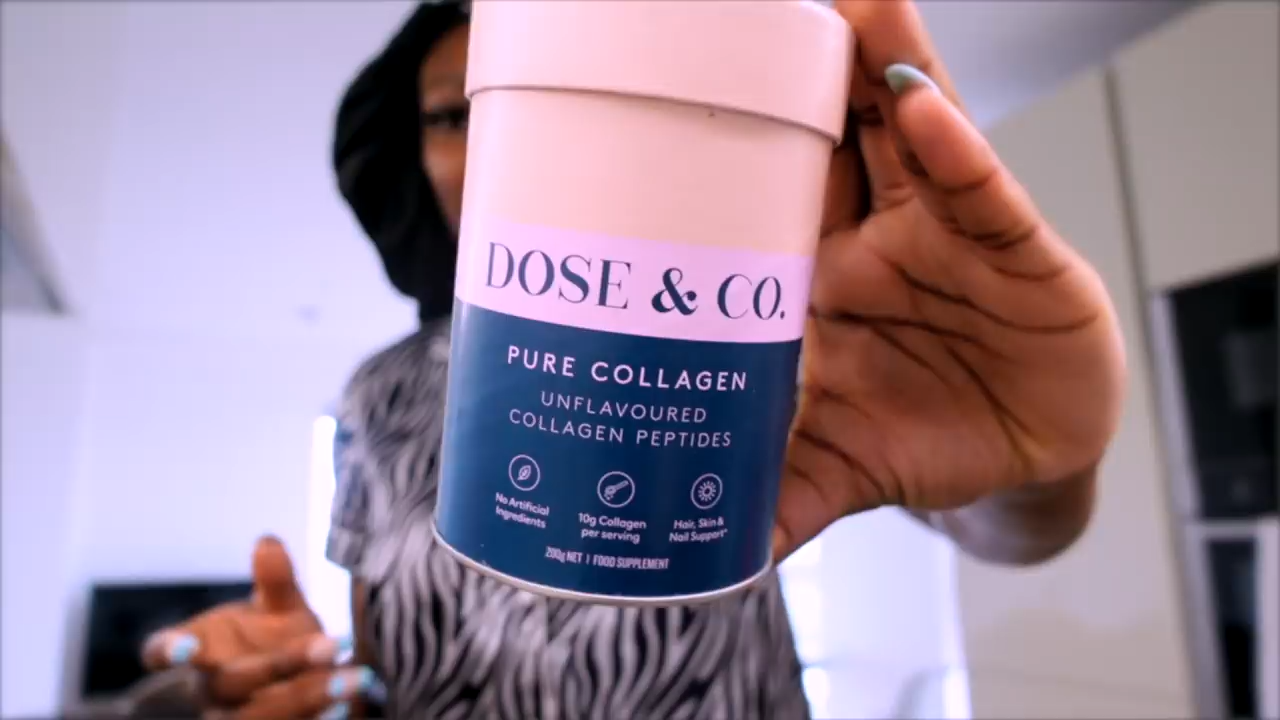 DOSE & CO.
PURE COLLAGEN
UNFLAVOURED
COLLAGEN PEPTIDES
No Artificial
Ingredients
10g Collagen
per serving
Hair, Skin &
Nail Support*
200g NET | FOOD SUPPLEMENT